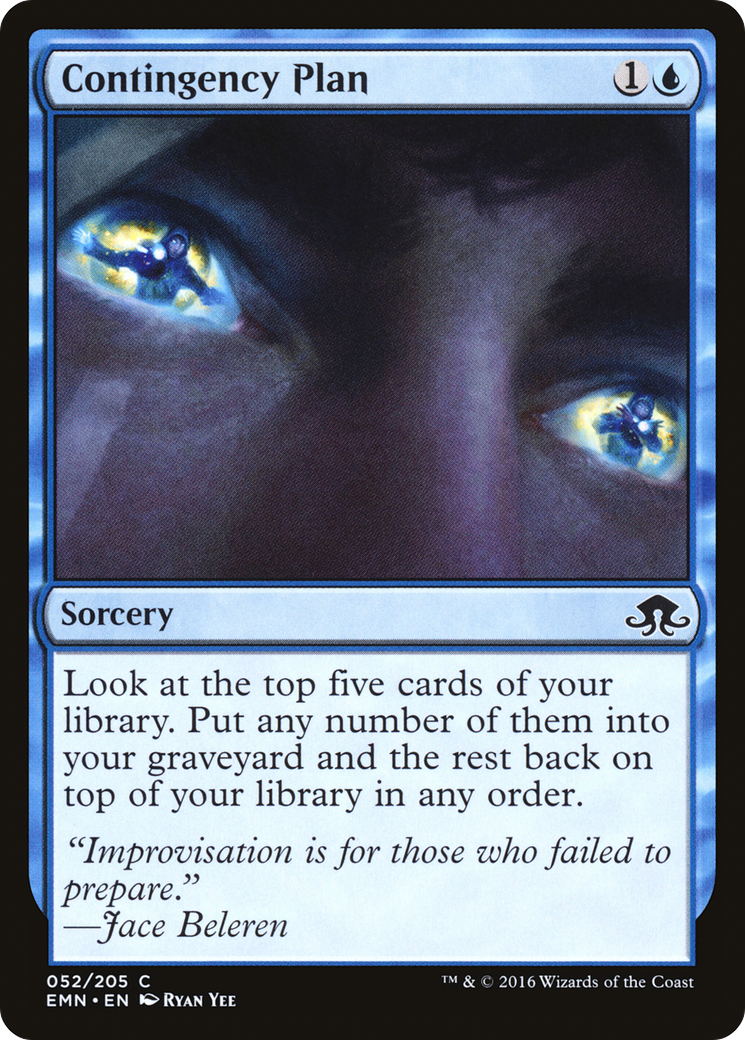 Contingency Plan 1
Sorcery
Look at the top five cards of your
library. Put any number of them into
your graveyard and the rest back on
top of your library in any order.
“Improvisation is for those who failed to
prepare.”
—Jace Beleren
052/205 C
EMN • EN Ryan Yee
™ & © 2016 Wizards of the Coast